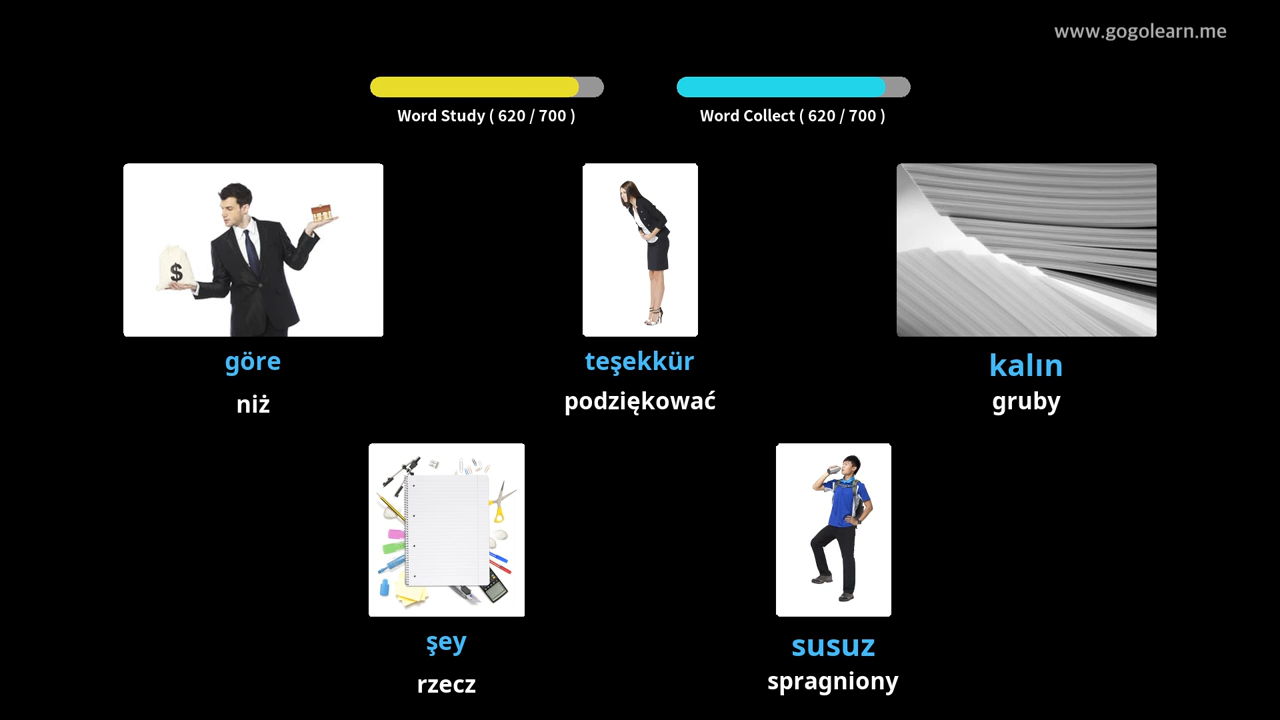 www.gogolearn.me
Word Study ( 620 / 700 )
Word Collect ( 620 / 700 )
$
göre
niż
teşekkür
podziękować
kalın
gruby
şey
rzecz
susuz
spragniony